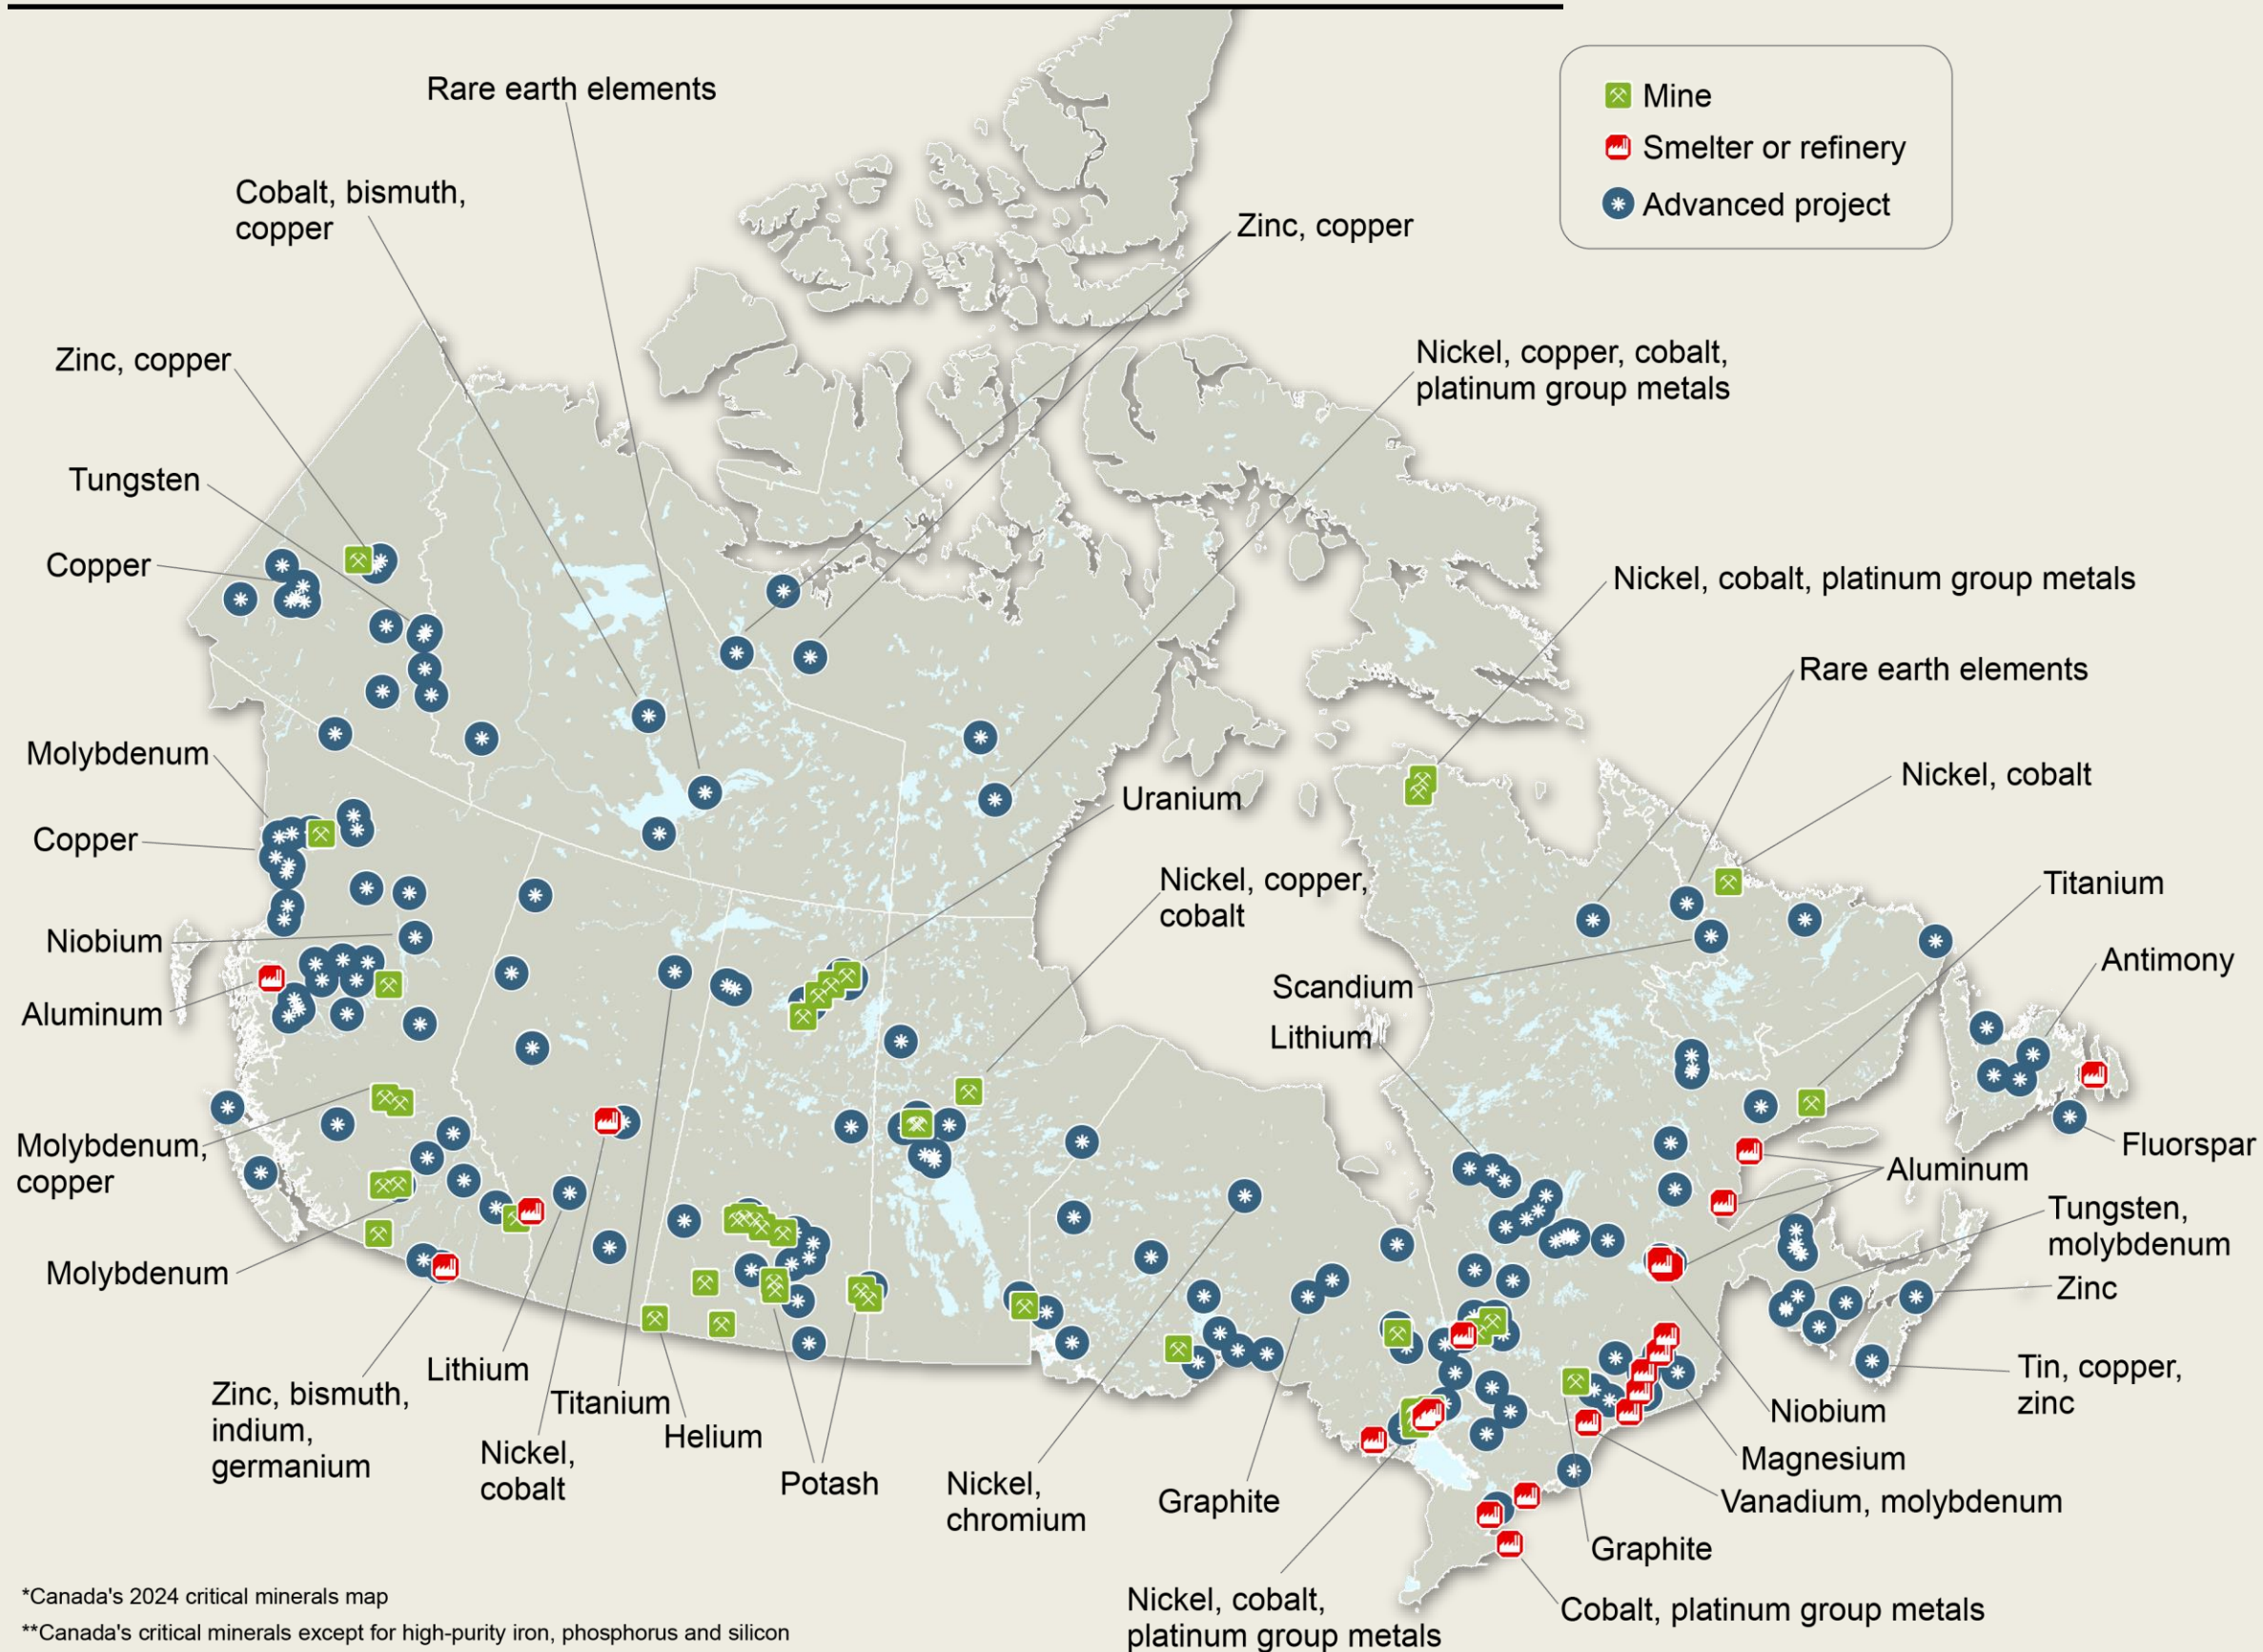 Mine
Smelter or refinery
Advanced project
Rare earth elements
Cobalt, bismuth,
copper
Zinc, copper
Zinc, copper
Nickel, copper, cobalt,
platinum group metals
Tungsten
Copper
Nickel, cobalt, platinum group metals
Rare earth elements
Molybdenum
Nickel, cobalt
Uranium
Copper
Nickel, copper,
cobalt
Titanium
Niobium
Antimony
Scandium
Aluminum
Lithium
Molybdenum,
copper
Fluorspar
Aluminum
Tungsten,
molybdenum
Molybdenum
Zinc
Lithium
Zinc, bismuth,
indium,
germanium
Titanium
Tin, copper,
zinc
Niobium
Helium
Nickel,
cobalt
Magnesium
Potash
Nickel,
chromium
Graphite
Vanadium, molybdenum
Graphite
Nickel, cobalt,
platinum group metals
Cobalt, platinum group metals
*Canada's 2024 critical minerals map
**Canada's critical minerals except for high-purity iron, phosphorus and silicon